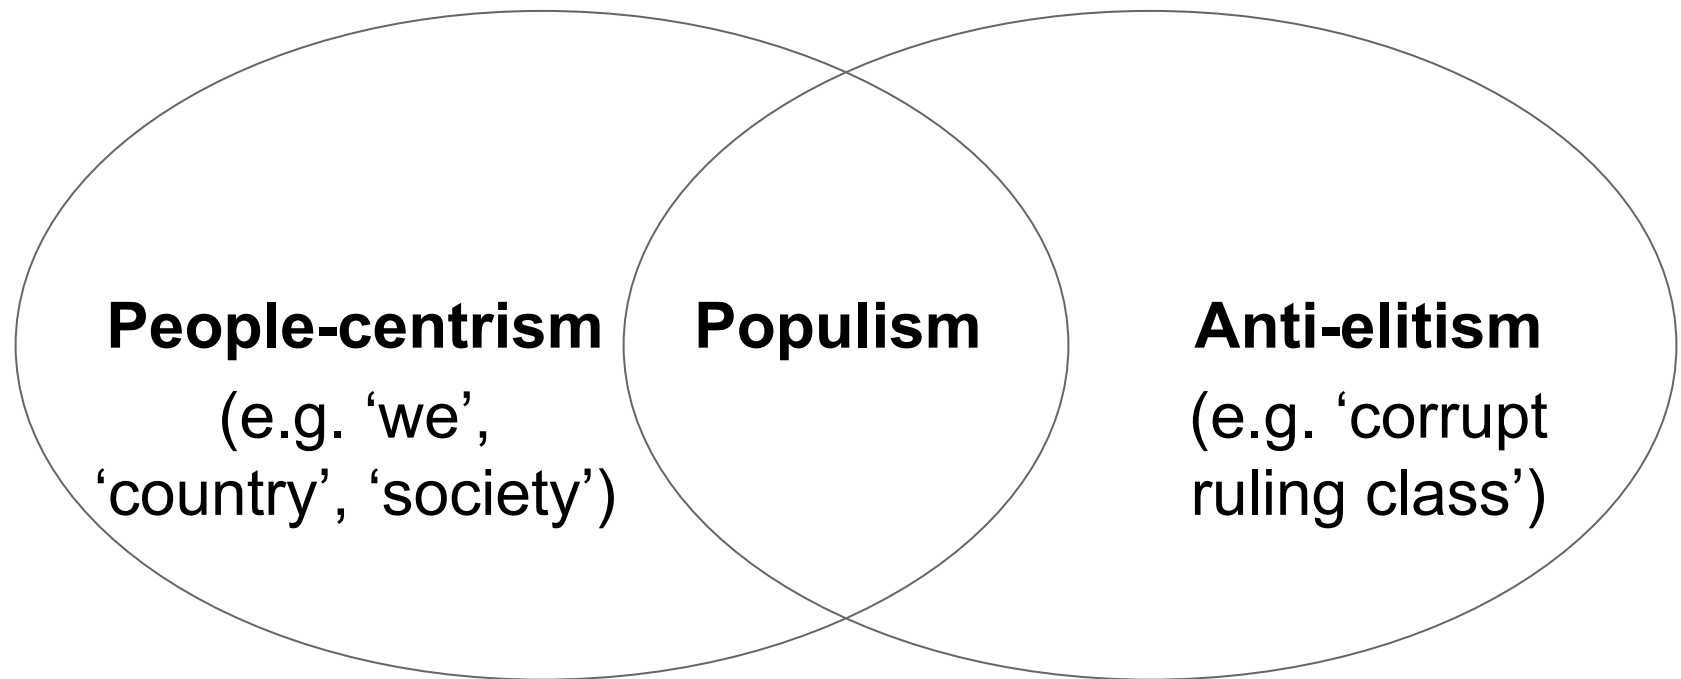 People-centrism
(e.g. ‘we’,
‘country’, ‘society’)
Populism
Anti-elitism
(e.g. ‘corrupt
ruling class’)